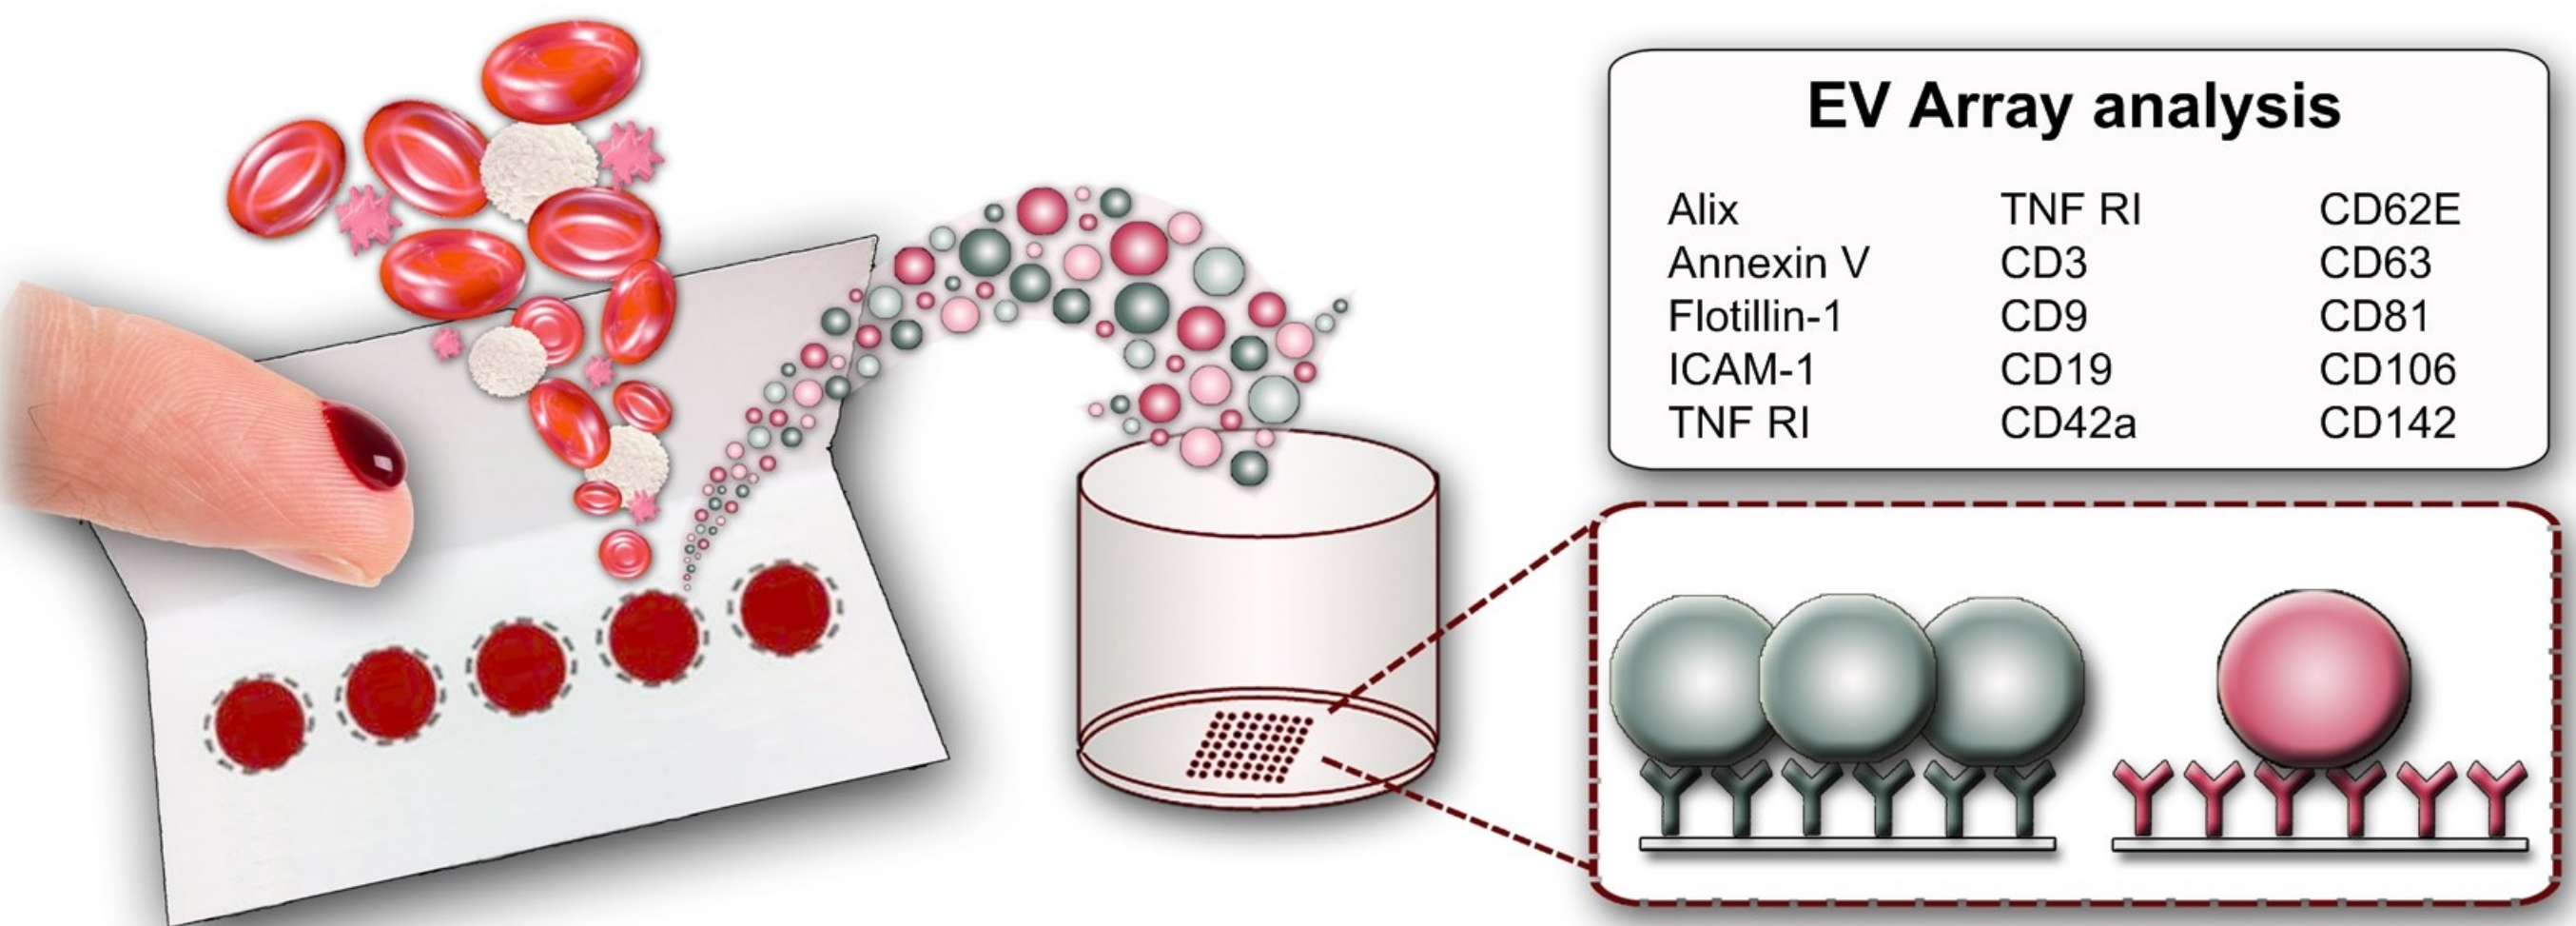 EV Array analysis
Alix TNF RI CD62E
Annexin V CD3 CD63
Flotillin-1 CD9 CD81
ICAM-1 CD19 CD106
TNF RI CD42a CD142